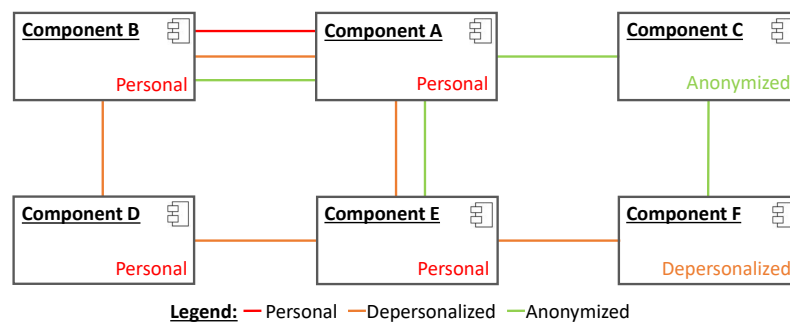 Component B
Personal
Component A
Personal
Component C
Anonymized
Component D
Personal
Component E
Personal
Component F
Depersonalized
Legend: Personal Depersonalized Anonymized